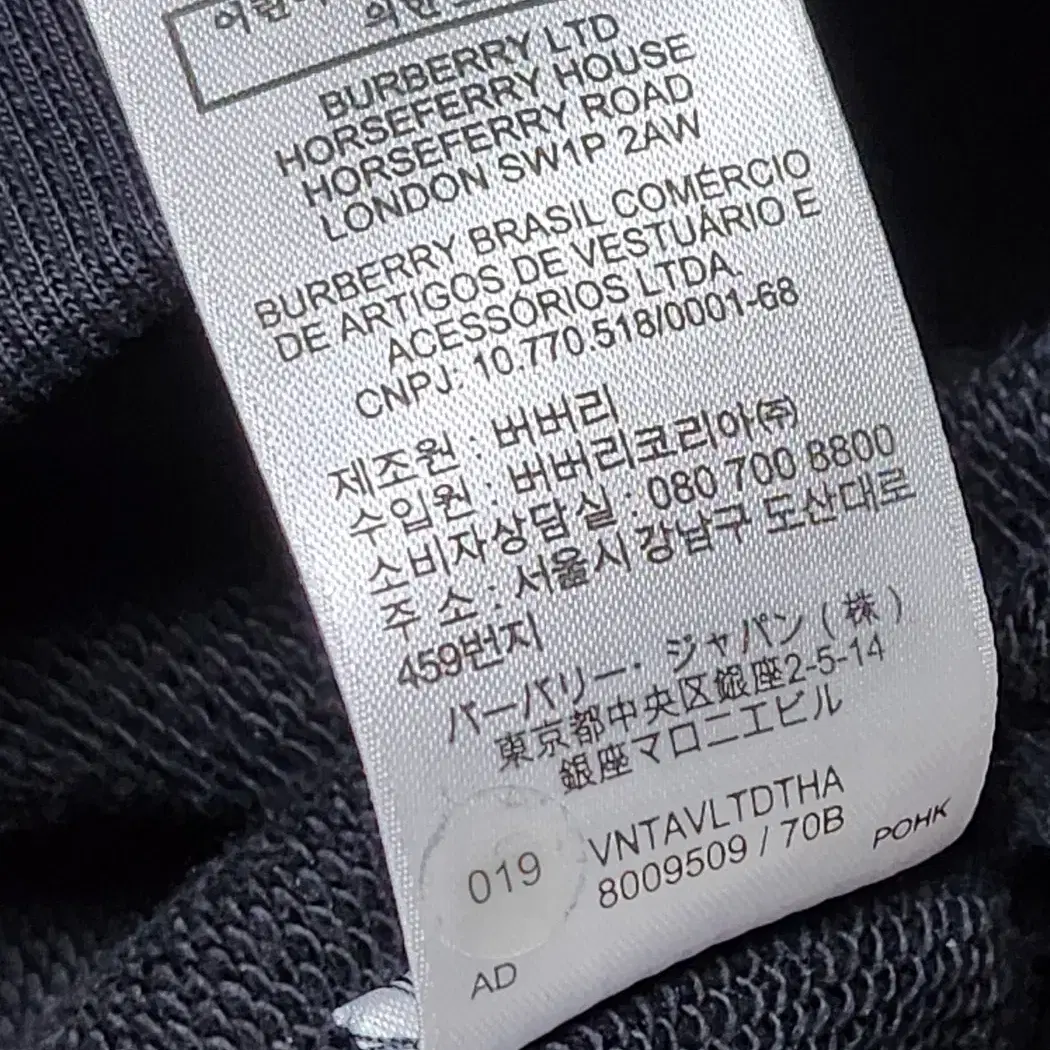 어린이
의한
BURBERRY LTD
HORSEFERRY HOUSE
HORSEFERRY ROAD
LONDON SW1P 2AW
BURBERRY BRASIL COMÉRCIO
DE ARTIGOS DE VESTUÁRIO E
ACESSÓRIOS LTDA.
CNPJ: 10.770.518/0001-68
제조원 : 버버리
수입원 : 버버리코리아(주)
소비자상담실 : 080 700 8800
주 소 : 서울시 강남구 도산대로
459번지
バーバリー・ジャパン(株)
東京都中央区銀座2-5-14
銀座マロニエビル
019
VNTAVLTDTHA
8009509 / 70B
POHK
AD